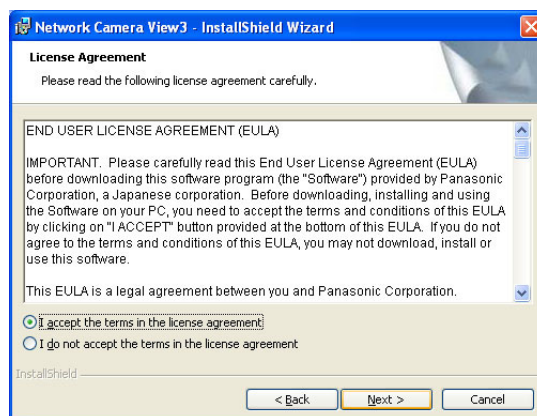 Network Camera View3 - InstallShield Wizard
License Agreement
Please read the following license agreement carefully.
END USER LICENSE AGREEMENT (EULA)
IMPORTANT.  Please carefully read this End User License Agreement (EULA)
before downloading this software program (the "Software") provided by Panasonic
Corporation, a Japanese corporation.  Before downloading, installing and using
the Software on your PC, you need to accept the terms and conditions of this EULA
by clicking on "I ACCEPT" button provided at the bottom of this EULA.  If you do not
agree to the terms and conditions of this EULA, you may not download, install or
use this software.
This EULA is a legal agreement between you and Panasonic Corporation.
I accept the terms in the license agreement
I do not accept the terms in the license agreement
InstallShield
< Back
Next >
Cancel